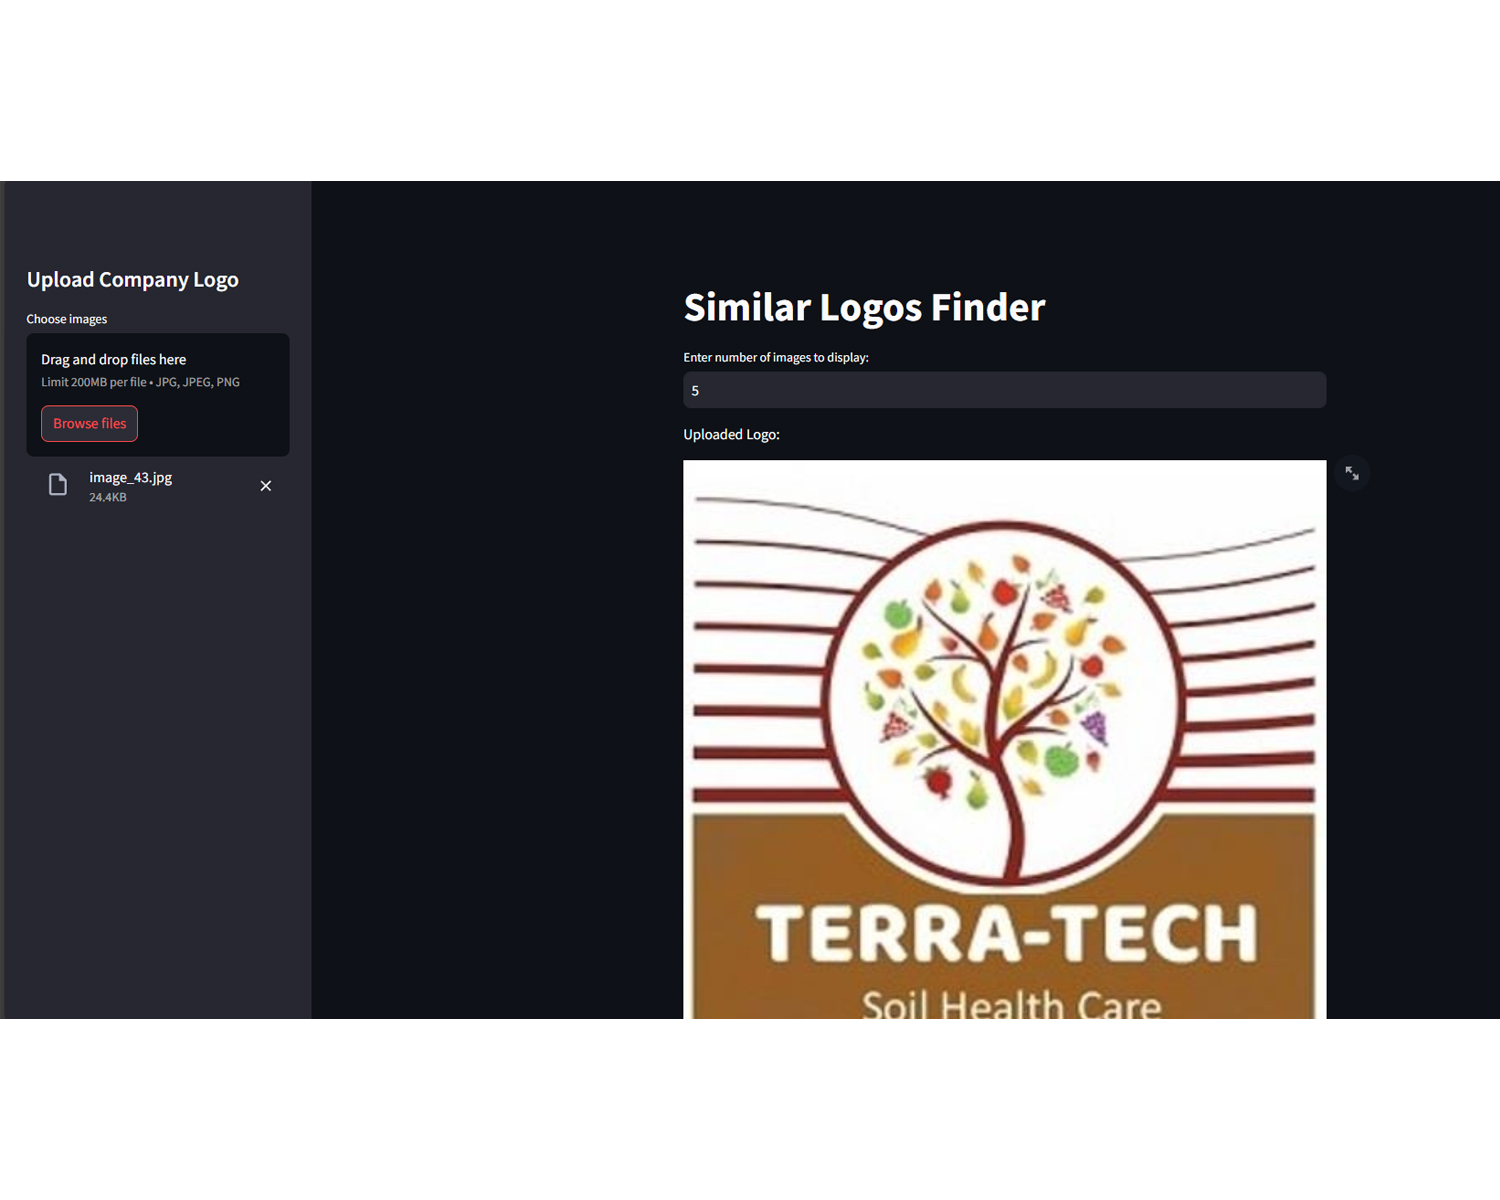 Upload Company Logo
Choose images
Drag and drop files here
Limit 200MB per file • JPG, JPEG, PNG
Browse files
image_43.jpg
24.4KB
Similar Logos Finder
Enter number of images to display:
5
Uploaded Logo:
TERRA-TECH
Soil Health Care